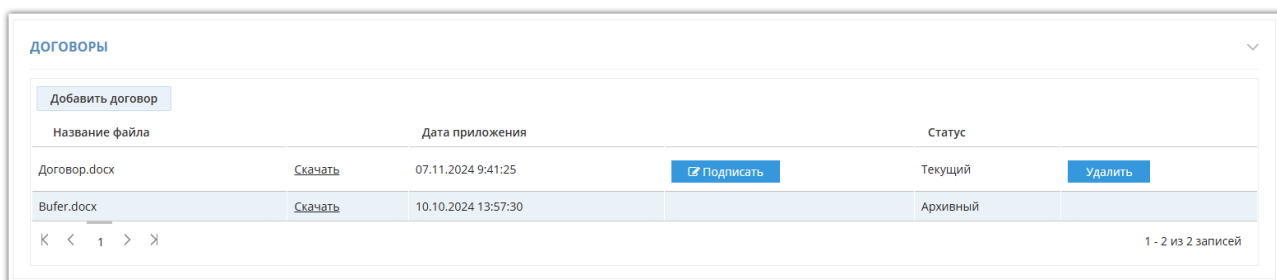 ДОГОВОРЫ
Добавить договор
Название файла Дата приложения Статус
Договор.docx Скачать 07.11.2024 9:41:25 Подписать Текущий Удалить
Bufer.docx Скачать 10.10.2024 13:57:30 Архивный
1 1 - 2 из 2 записей